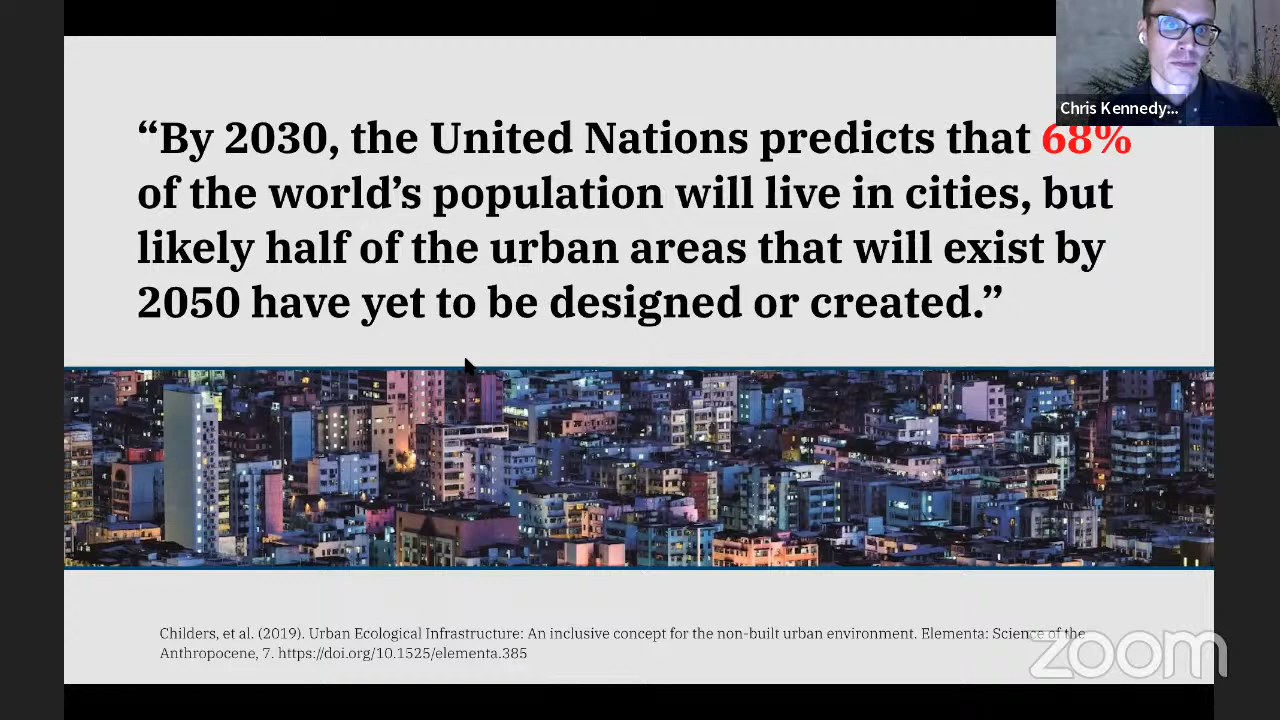 Chris Kennedy...
“By 2030, the United Nations predicts that 68%
of the world’s population will live in cities, but
likely half of the urban areas that will exist by
2050 have yet to be designed or created.”
Childers, et al. (2019). Urban Ecological Infrastructure: An inclusive concept for the non-built urban environment. Elementa: Science of the
Anthropocene, 7. https://doi.org/10.1525/elementa.385
zoom